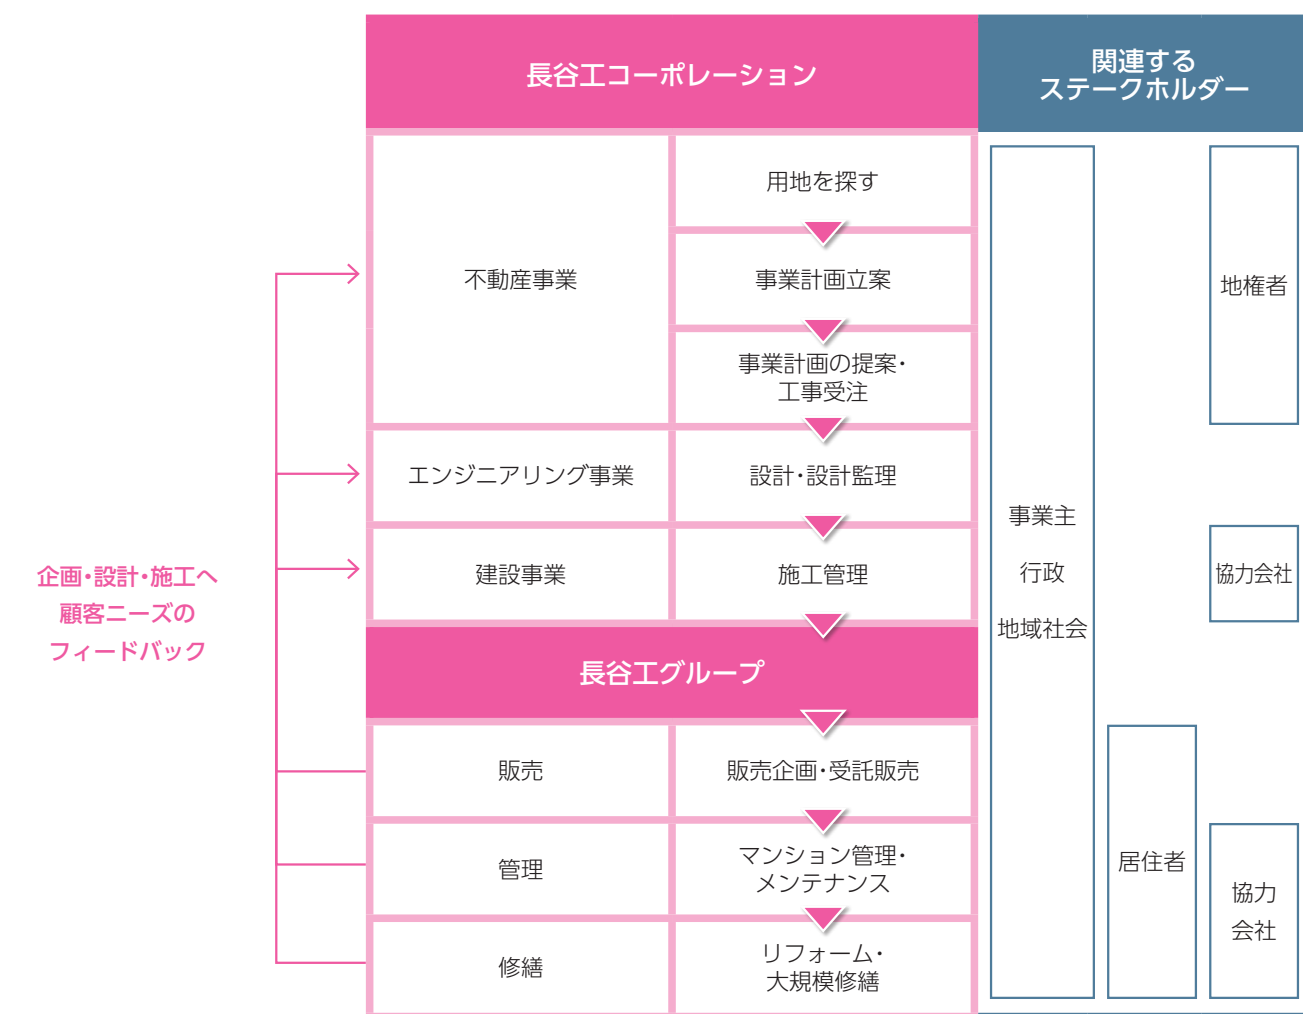 長谷工コーポレーション
関連する
ステークホルダー
用地を探す
不動産事業
事業計画立案
事業計画の提案・
工事受注
地権者
エンジニアリング事業
設計・設計監理
建設事業
施工管理
事業主
行政
地域社会
協力会社
企画・設計・施工へ
顧客ニーズの
フィードバック
長谷工グループ
販売
販売企画・受託販売
管理
マンション管理・
メンテナンス
修繕
リフォーム・
大規模修繕
居住者
協力
会社